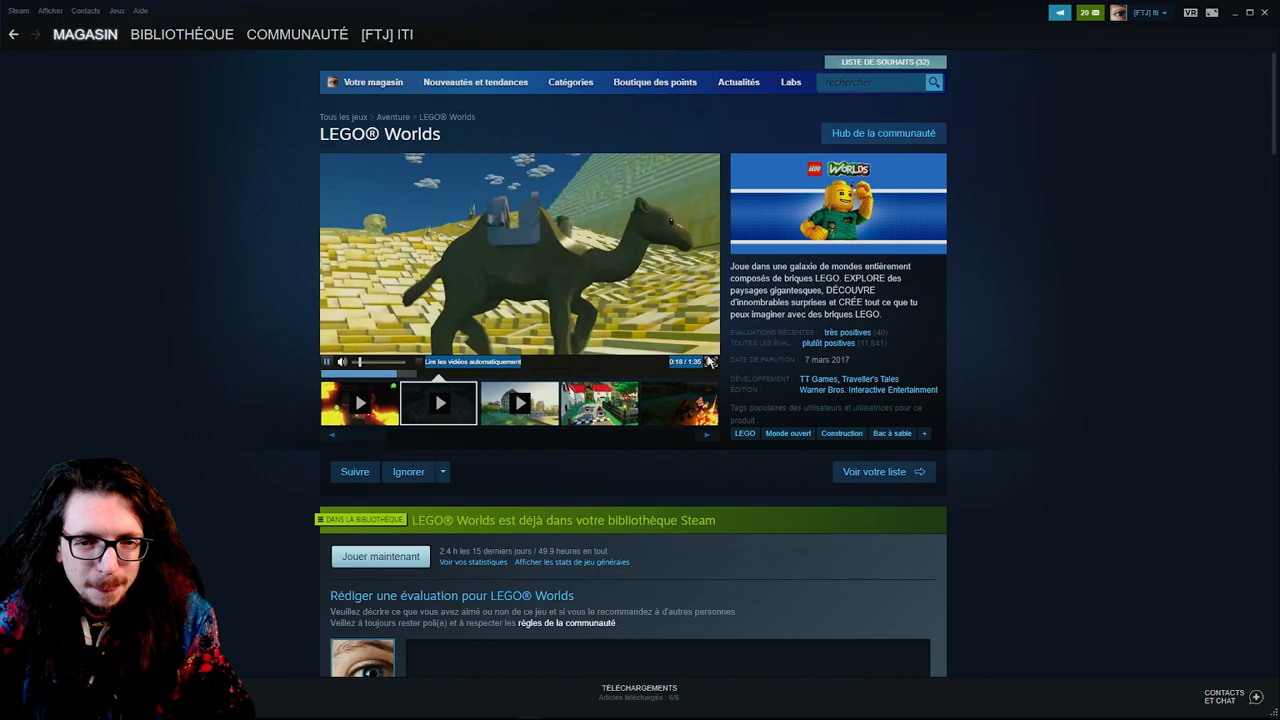 Steam Afficher Contacts Jeux Aide
20 [FTJ] Iti VR
MAGASIN BIBLIOTHÈQUE COMMUNAUTÉ [FTJ] ITI
LISTE DE SOUHAITS (32)
Votre magasin Nouveautés et tendances Catégories Boutique des points Actualités Labs rechercher
Tous les jeux > Aventure > LEGO® Worlds
LEGO® Worlds
Hub de la communauté
LEGO WORLDS
Joue dans une galaxie de mondes entièrement
composés de briques LEGO. EXPLORE des
paysages gigantesques, DÉCOUVRE
d'innombrables surprises et CRÉE tout ce que tu
peux imaginer avec des briques LEGO.
ÉVALUATIONS RÉCENTES : très positives (40)
TOUTES LES ÉVAL. : plutôt positives (11,841)
DATE DE PARUTION : 7 mars 2017
DÉVELOPPEMENT : TT Games, Traveller's Tales
ÉDITION : Warner Bros. Interactive Entertainment
Tags populaires des utilisateurs et utilisatrices pour ce
produit :
LEGO Monde ouvert Construction Bac à sable +
Lire les vidéos automatiquement 0:18 / 1:35
Suivre Ignorer
Voir votre liste
DANS LA BIBLIOTHÈQUE LEGO® Worlds est déjà dans votre bibliothèque Steam
Jouer maintenant
2.4 h les 15 derniers jours / 49.9 heures en tout
Voir vos statistiques Afficher les stats de jeu générales
Rédiger une évaluation pour LEGO® Worlds
Veuillez décrire ce que vous avez aimé ou non de ce jeu et si vous le recommandez à d'autres personnes.
Veillez à toujours rester poli(e) et à respecter les règles de la communauté.
TÉLÉCHARGEMENTS
Articles téléchargés : 6/6
CONTACTS
ET CHAT